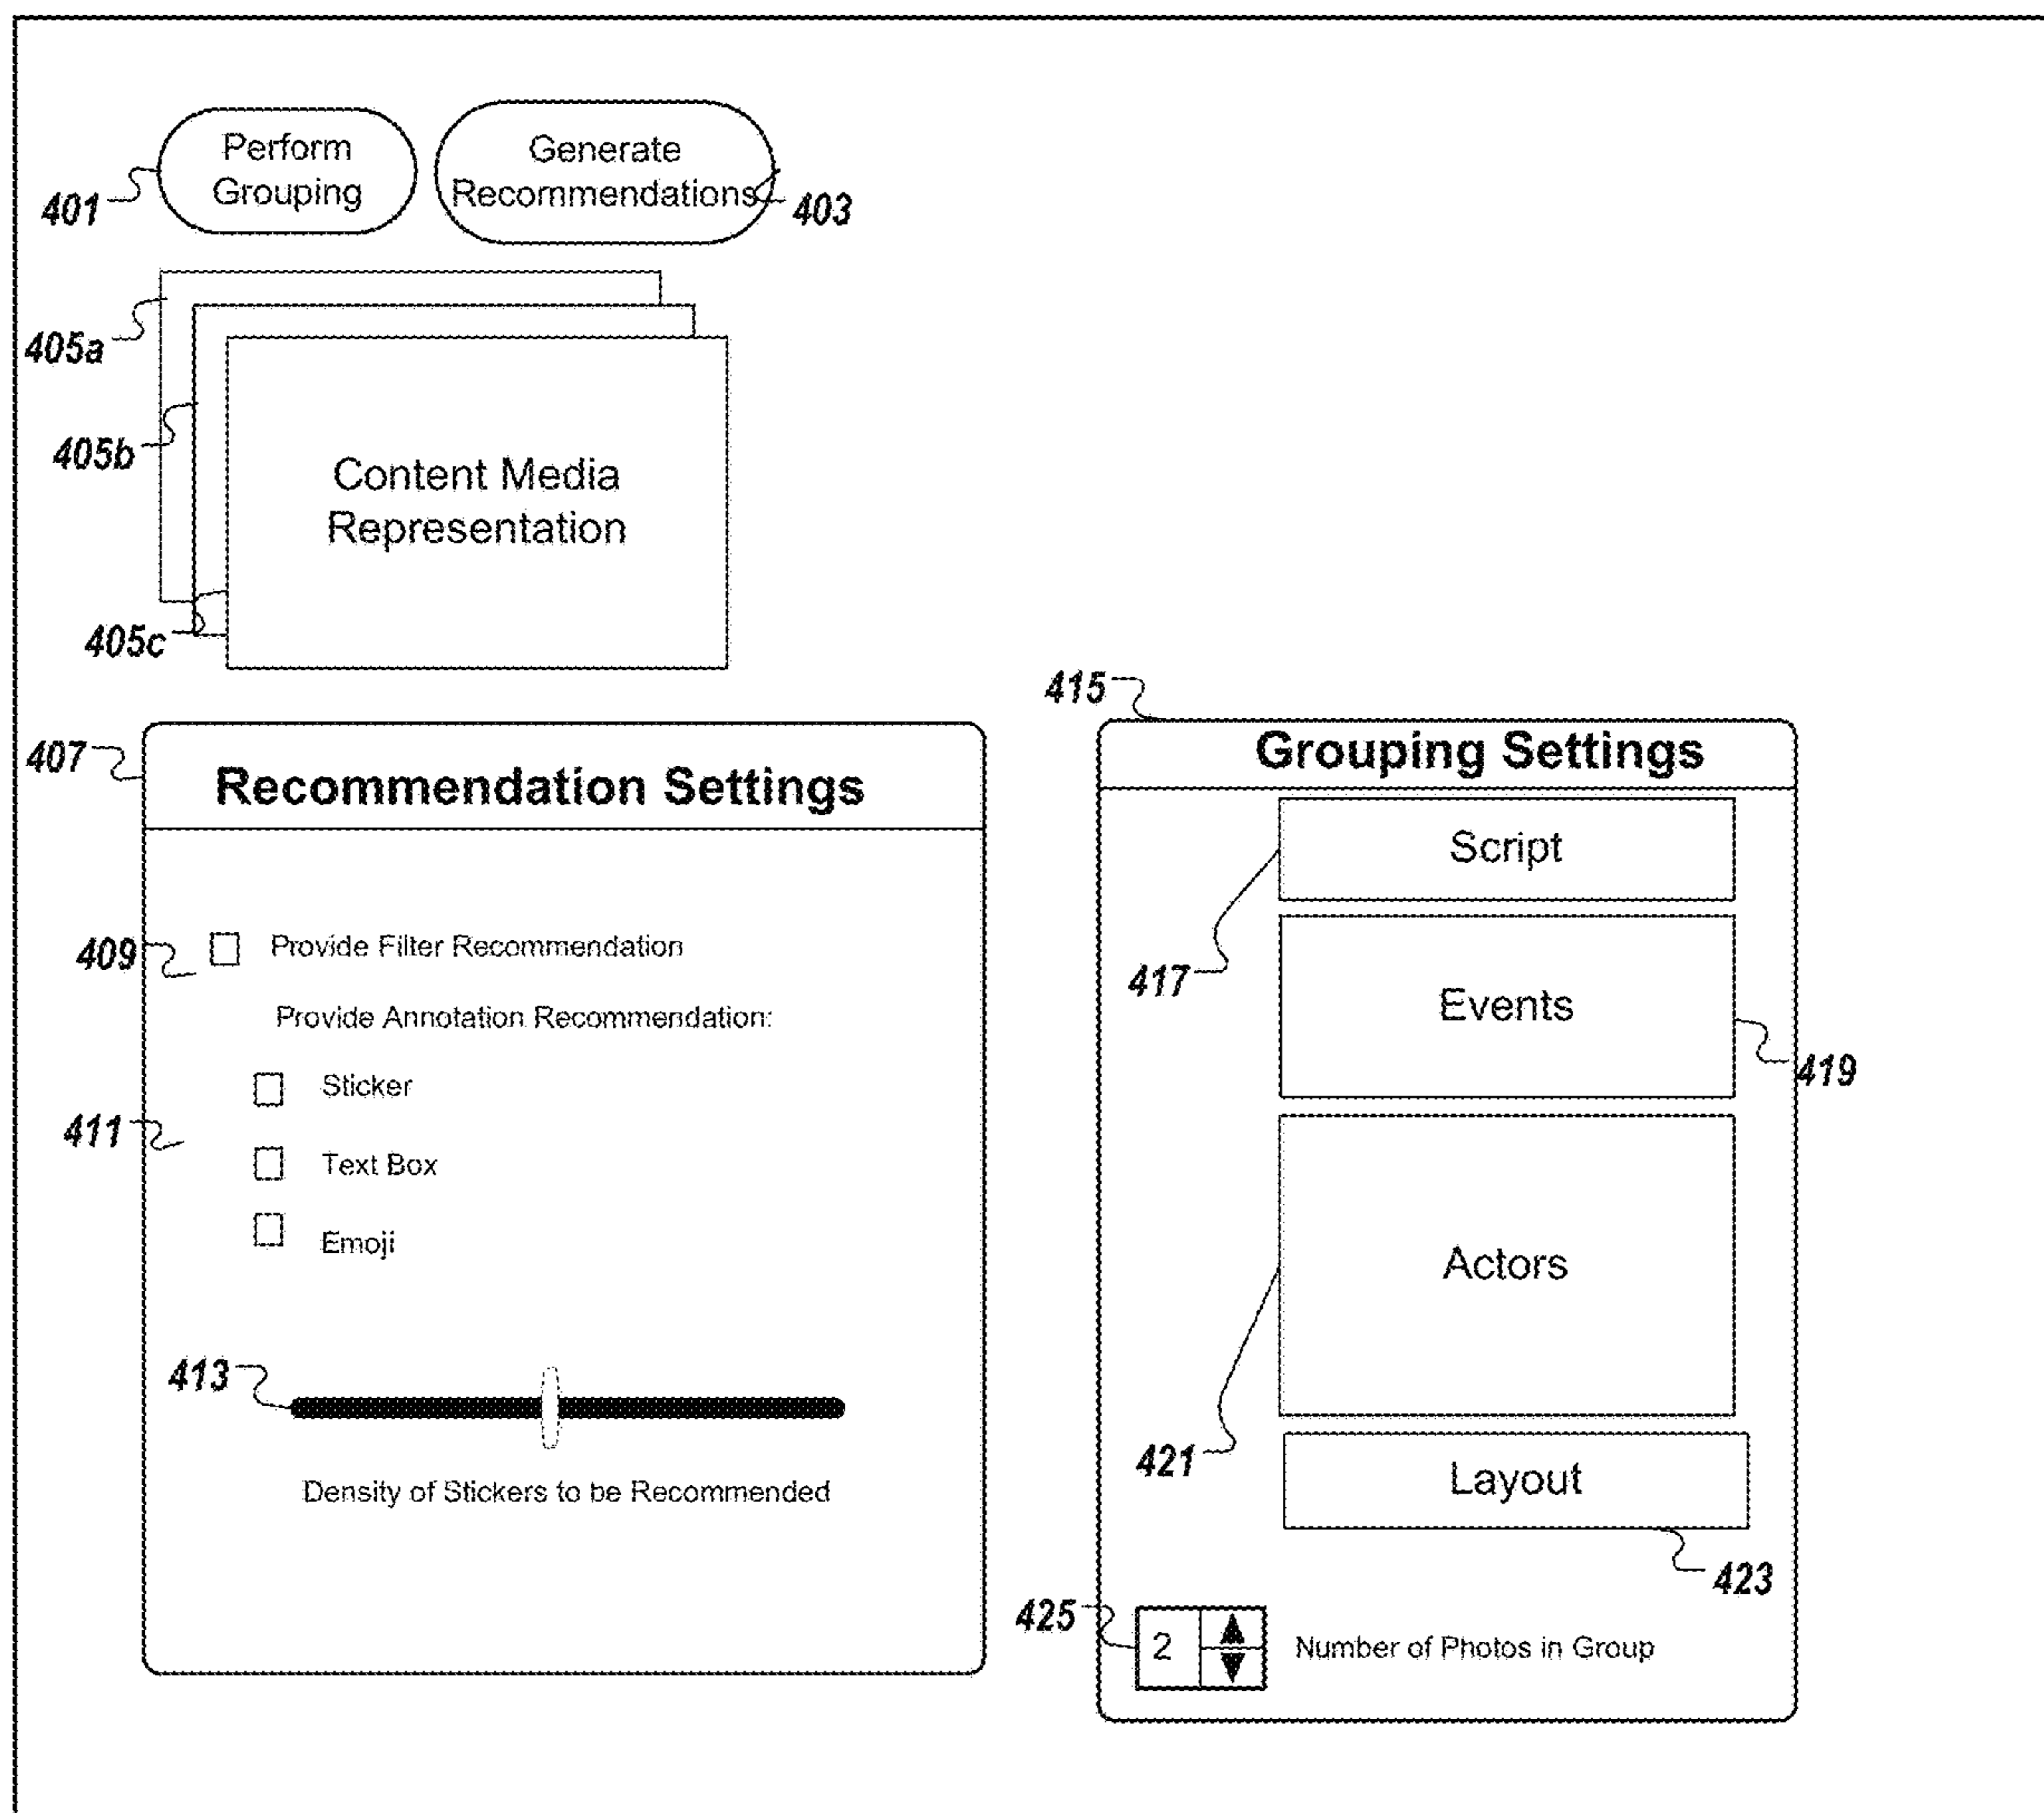 Perform
Grouping
Generate
Recommendations
401
403
405a
405b
Content Media
Representation
405c
407
Recommendation Settings
409
Provide Filter Recommendation
Provide Annotation Recommendation:
Sticker
411
Text Box
Emoji
413
Density of Stickers to be Recommended
415
Grouping Settings
Script
417
Events
419
Actors
421
Layout
423
425
2
Number of Photos in Group